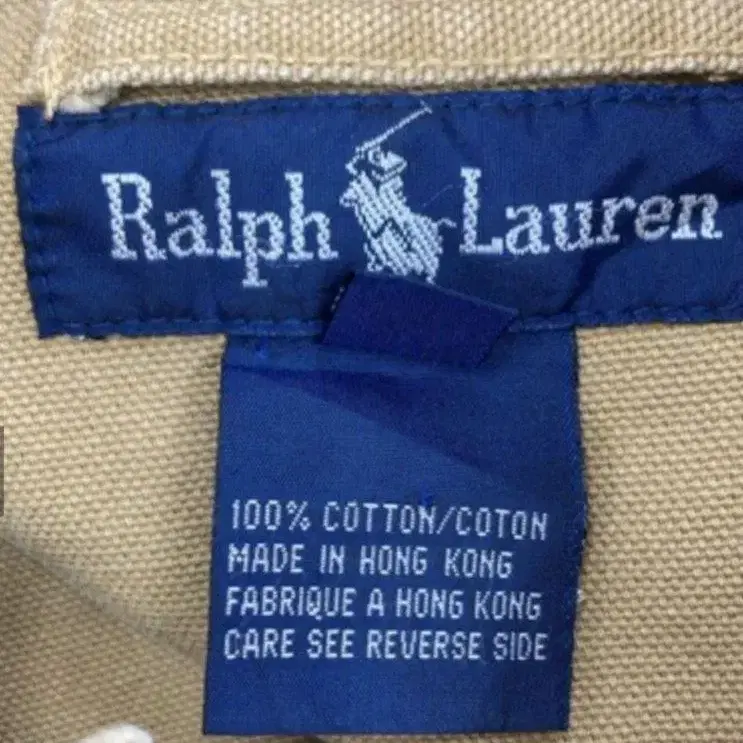 Ralph Lauren
100% COTTON/COTON
MADE IN HONG KONG
FABRIQUE A HONG KONG
CARE SEE REVERSE SIDE